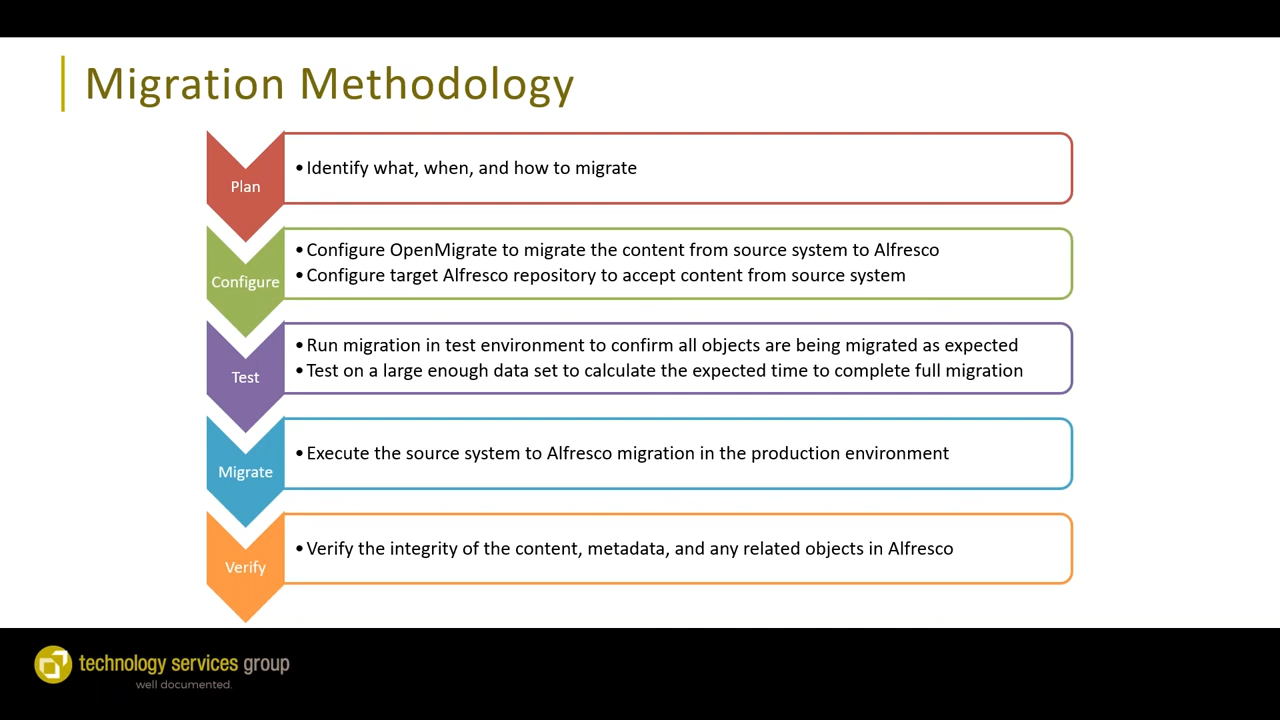 Migration Methodology
Plan
•Identify what, when, and how to migrate
Configure
•Configure OpenMigrate to migrate the content from source system to Alfresco
•Configure target Alfresco repository to accept content from source system
Test
•Run migration in test environment to confirm all objects are being migrated as expected
•Test on a large enough data set to calculate the expected time to complete full migration
Migrate
•Execute the source system to Alfresco migration in the production environment
Verify
•Verify the integrity of the content, metadata, and any related objects in Alfresco
technology services group
well documented.